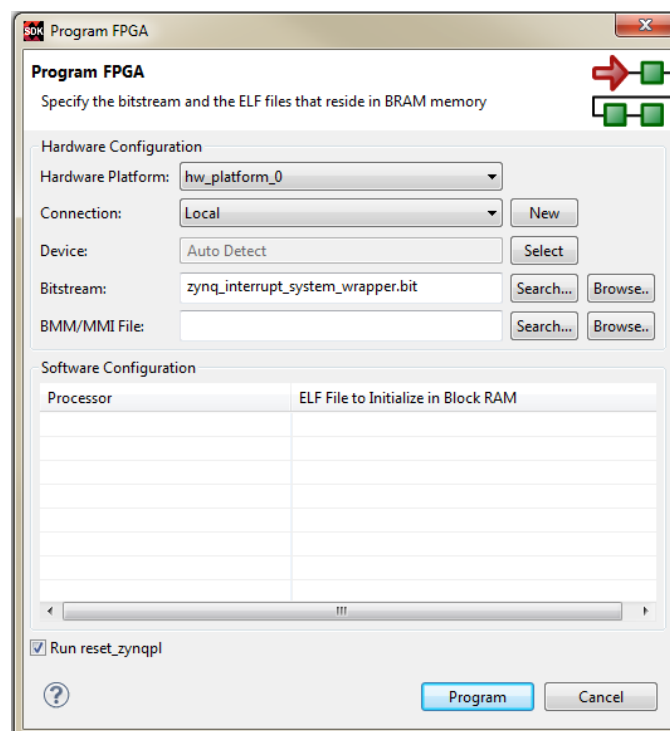 SDK Program FPGA
Program FPGA
Specify the bitstream and the ELF files that reside in BRAM memory
Hardware Configuration
Hardware Platform: hw_platform_0
Connection: Local New
Device: Auto Detect Select
Bitstream: zynq_interrupt_system_wrapper.bit Search... Browse..
BMM/MMI File: Search... Browse..
Software Configuration
Processor ELF File to Initialize in Block RAM
Run reset_zynqpl
? Program Cancel